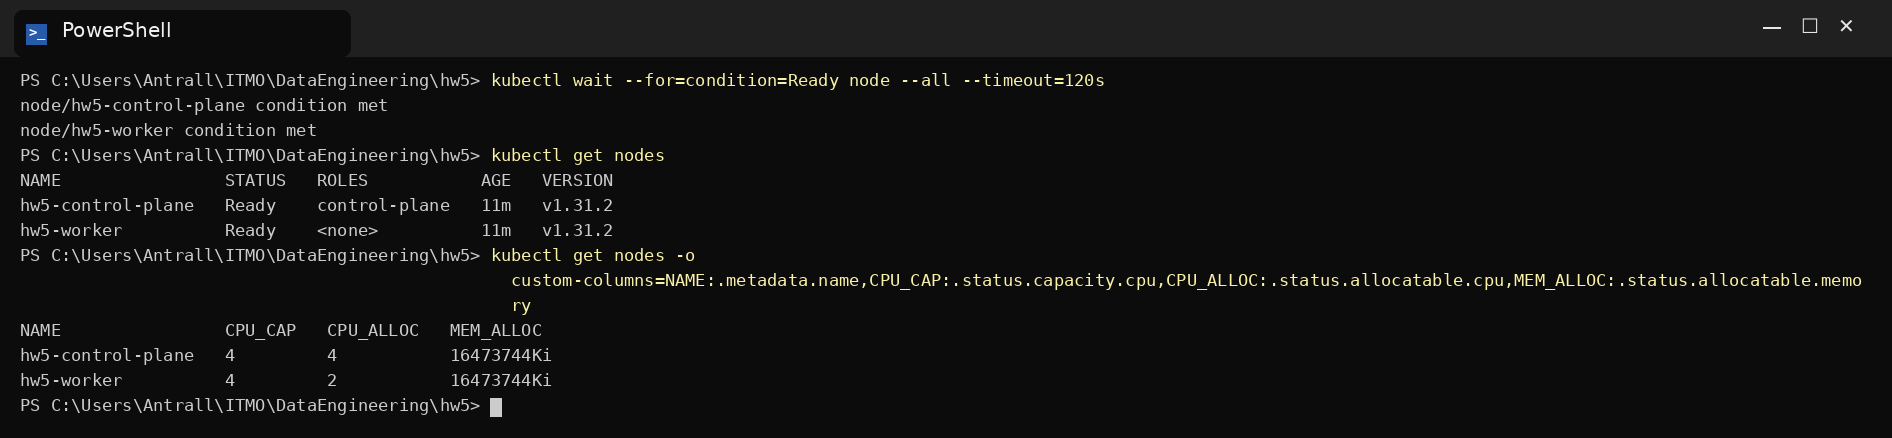 >_ PowerShell
PS C:\Users\Antrall\ITMO\DataEngineering\hw5> kubectl wait --for=condition=Ready node --all --timeout=120s
node/hw5-control-plane condition met
node/hw5-worker condition met
PS C:\Users\Antrall\ITMO\DataEngineering\hw5> kubectl get nodes
NAME                STATUS   ROLES           AGE   VERSION
hw5-control-plane   Ready    control-plane   11m   v1.31.2
hw5-worker          Ready    <none>          11m   v1.31.2
PS C:\Users\Antrall\ITMO\DataEngineering\hw5> kubectl get nodes -o
custom-columns=NAME:.metadata.name,CPU_CAP:.status.capacity.cpu,CPU_ALLOC:.status.allocatable.cpu,MEM_ALLOC:.status.allocatable.memo
ry
NAME                CPU_CAP   CPU_ALLOC   MEM_ALLOC
hw5-control-plane   4         4           16473744Ki
hw5-worker          4         2           16473744Ki
PS C:\Users\Antrall\ITMO\DataEngineering\hw5>